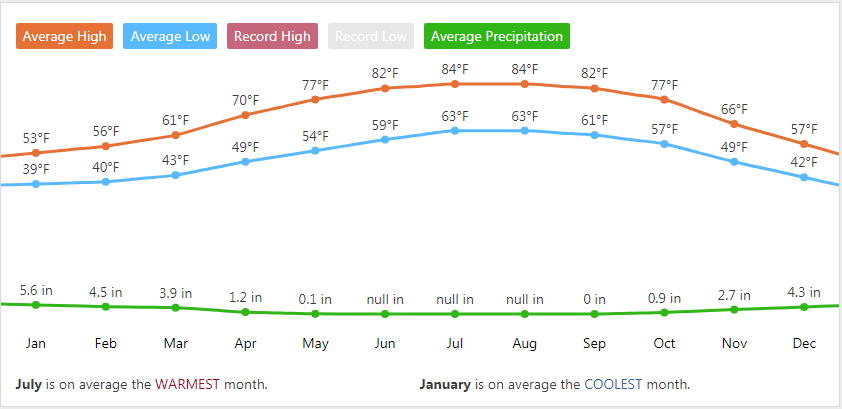 Average High Average Low Record High Record Low Average Precipitation
53°F 56°F 61°F 70°F 77°F 82°F 84°F 84°F 82°F 77°F 66°F 57°F
39°F 40°F 43°F 49°F 54°F 59°F 63°F 63°F 61°F 57°F 49°F 42°F
5.6 in 4.5 in 3.9 in 1.2 in 0.1 in null in null in null in 0 in 0.9 in 2.7 in 4.3 in
Jan Feb Mar Apr May Jun Jul Aug Sep Oct Nov Dec
July is on average the WARMEST month. January is on average the COOLEST month.